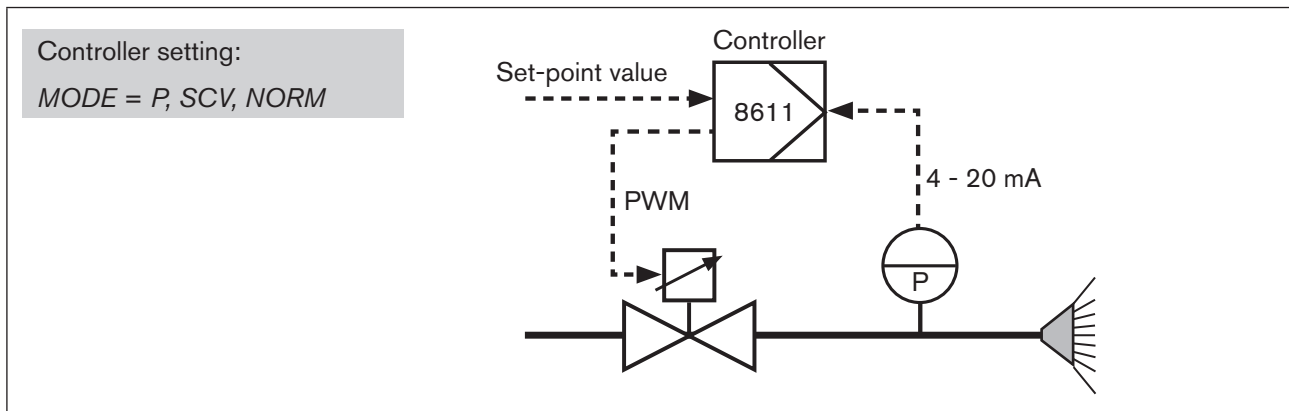 Controller setting:
MODE = P, SCV, NORM
Controller
Set-point value
8611
4 - 20 mA
PWM
P